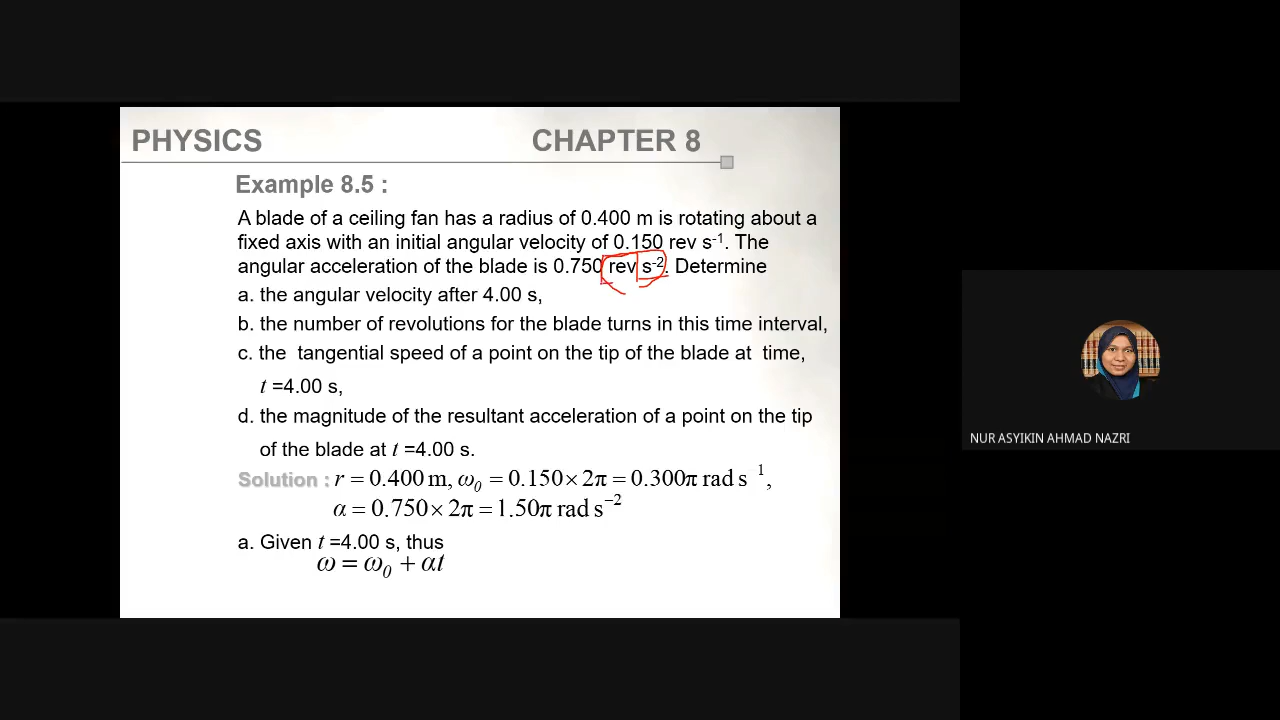 PHYSICS CHAPTER 8
Example 8.5 :
A blade of a ceiling fan has a radius of 0.400 m is rotating about a
fixed axis with an initial angular velocity of 0.150 rev s⁻¹. The
angular acceleration of the blade is 0.750 rev s⁻². Determine
a. the angular velocity after 4.00 s,
b. the number of revolutions for the blade turns in this time interval,
c. the tangential speed of a point on the tip of the blade at time,
t =4.00 s,
d. the magnitude of the resultant acceleration of a point on the tip
of the blade at t =4.00 s.
Solution : r = 0.400 m, ω₀ = 0.150 × 2π = 0.300π rad s ¹,
α = 0.750 × 2π = 1.50π rad s⁻²
a. Given t =4.00 s, thus
ω = ω₀ + αt
NUR ASYIKIN AHMAD NAZRI